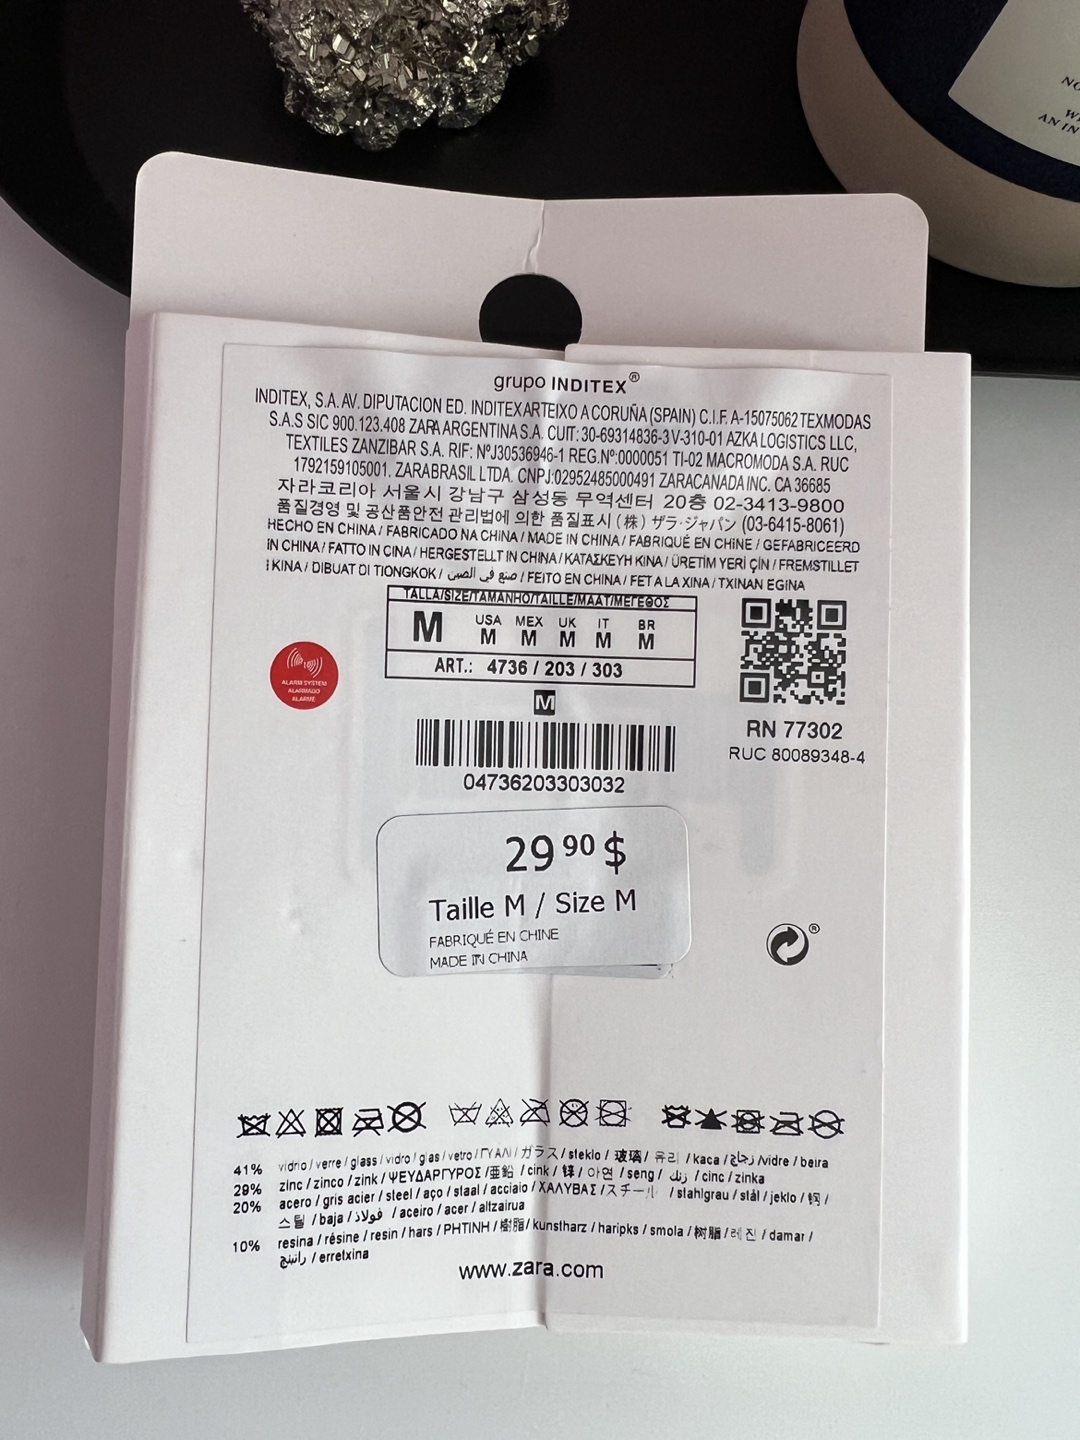 NO
AN IN
grupo INDITEX®
INDITEX, S.A. AV. DIPUTACION ED. INDITEX ARTEIXO A CORUÑA (SPAIN) C.I.F. A-15075062 TEXMODAS
S.A.S SIC 900.123.408 ZARA ARGENTINA S.A. CUIT: 30-69314836-3 V-310-01 AZKA LOGISTICS LLC,
TEXTILES ZANZIBAR S.A. RIF: NºJ30536946-1 REG.Nº:0000051 TI-02 MACROMODA S.A. RUC
1792159105001. ZARA BRASIL LTDA. CNPJ:02952485000491 ZARA CANADA INC. CA 36685
자라코리아 서울시 강남구 삼성동 무역센터 20층 02-3413-9800
품질경영 및 공산품안전 관리법에 의한 품질표시 (株) ザラ·ジャパン (03-6415-8061)
HECHO EN CHINA / FABRICADO NA CHINA / MADE IN CHINA / FABRIQUÉ EN CHINE / GEFABRICEERD
IN CHINA / FATTO IN CINA / HERGESTELLT IN CHINA / ΚΑΤΑΣΚΕΥΗ ΚΙΝΑ / ÜRETİM YERİ ÇİN / FREMSTILLET
I KINA / DIBUAT DI TIONGKOK / صنع في الصين / FEITO EN CHINA / FET A LA XINA / TXINAN EGINA
TALLA/SIZE/TAMANHO/TAILLE/MAAT/ΜΕΓΕΘΟΣ
M USA MEX UK IT BR
M M M M M
ART.: 4736 / 203 / 303
ALARM SYSTEM
ALARMADO
ALARMÉ
M
04736203303032
RN 77302
RUC 80089348-4
29 90 $
Taille M / Size M
FABRIQUÉ EN CHINE
MADE IN CHINA
®
41% vidrio / verre / glass / vidro / glas / vetro / ΓΥΑΛΙ / ガラス / steklo / 玻璃 / 유리 / kaca / زجاج / vidre / beira
29% zinc / zinco / zink / ΨΕΥΔΑΡΓΥΡΟΣ / 亜鉛 / cink / 锌 / 아연 / seng / زنك / cinc / zinka
20% acero / gris acier / steel / aço / staal / acciaio / ΧΑΛΥΒΑΣ / スチール / stahlgrau / stål / jeklo / 钢 /
스틸 / baja / فولاذ / aceiro / acer / altzairua
10% resina / résine / resin / hars / ΡΗΤΙΝΗ / 樹脂 / kunstharz / haripks / smola / 树脂 / 레진 / damar /
راتينج / erretxina
www.zara.com